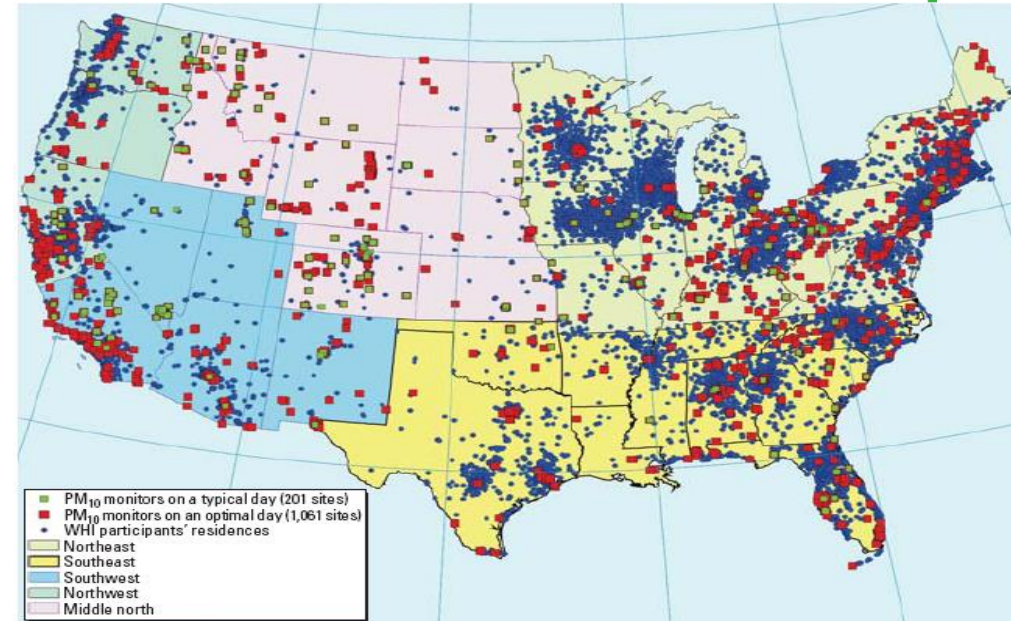 PM₁₀ monitors on a typical day (201 sites)
PM₁₀ monitors on an optimal day (1,061 sites)
WHI participants' residences
Northeast
Southeast
Southwest
Northwest
Middle north